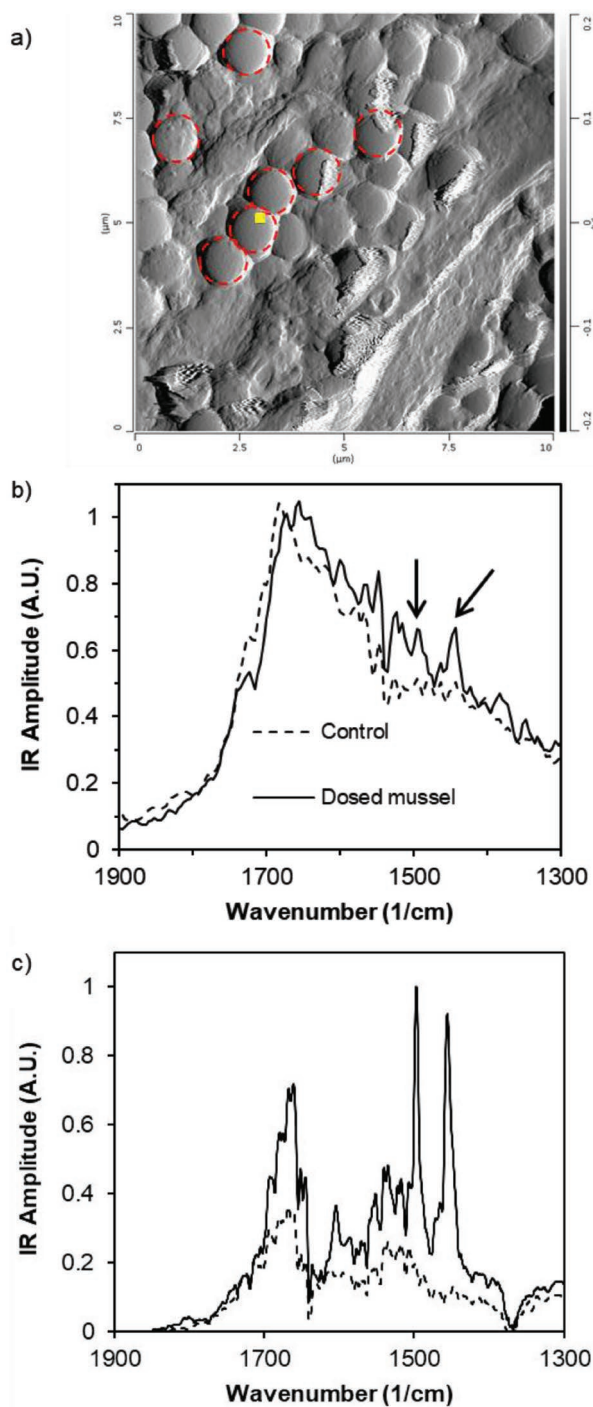 a)
10
7.5
5
2.5
0
(μm)
0 2.5 5 7.5 10
(μm)
0.2
0.1
0
-0.1
-0.2
b)
1
0.8
0.6
0.4
0.2
0
IR Amplitude (A.U.)
Control
Dosed mussel
1900 1700 1500 1300
Wavenumber (1/cm)
c)
1
0.8
0.6
0.4
0.2
0
IR Amplitude (A.U.)
1900 1700 1500 1300
Wavenumber (1/cm)